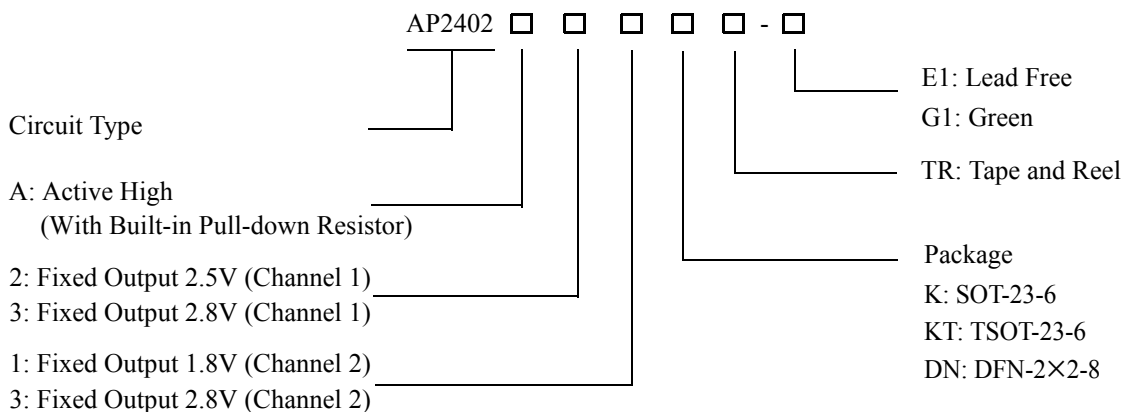 AP2402 □ □ □ □ □ - □
Circuit Type
A: Active High
(With Built-in Pull-down Resistor)
2: Fixed Output 2.5V (Channel 1)
3: Fixed Output 2.8V (Channel 1)
1: Fixed Output 1.8V (Channel 2)
3: Fixed Output 2.8V (Channel 2)
E1: Lead Free
G1: Green
TR: Tape and Reel
Package
K: SOT-23-6
KT: TSOT-23-6
DN: DFN-2×2-8